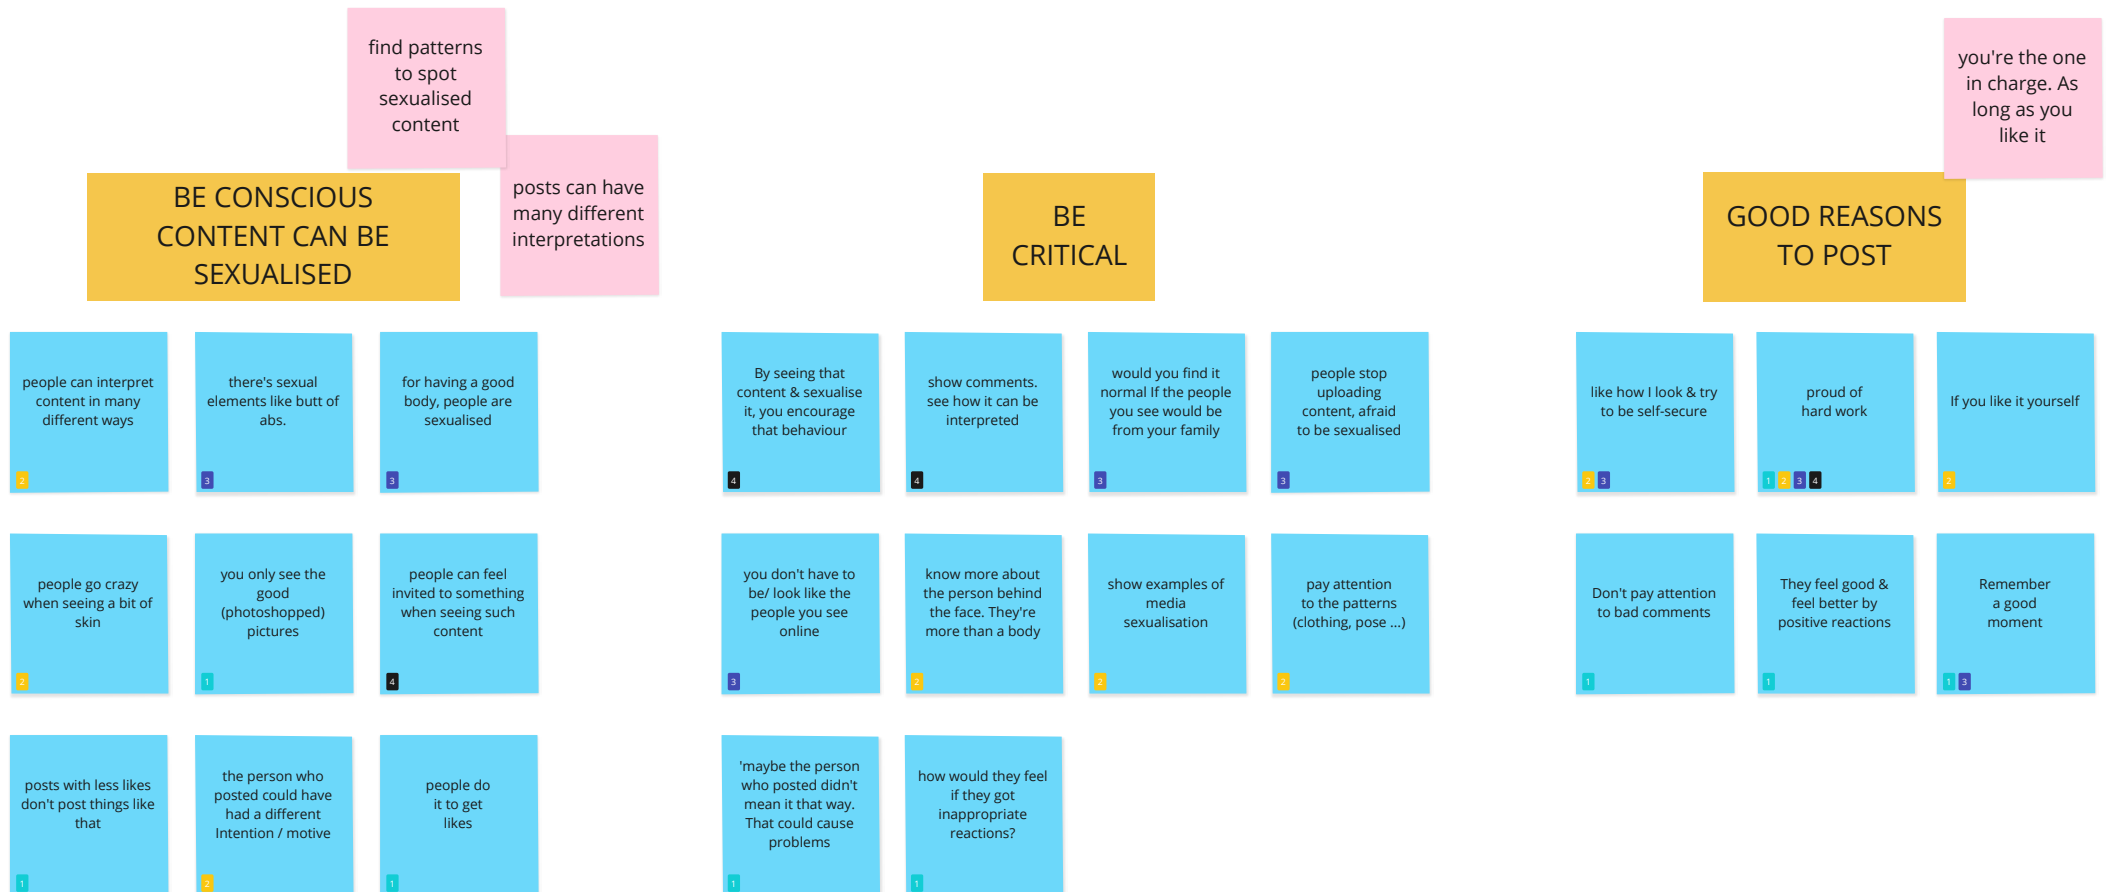 find patterns
to spot
sexualised
content
posts can have
many different
interpretations
BE CONSCIOUS
CONTENT CAN BE
SEXUALISED
people can interpret
content in many
different ways
2
there's sexual
elements like butt of
abs.
3
for having a good
body, people are
sexualised
3
people go crazy
when seeing a bit of
skin
2
you only see the
good
(photoshopped)
pictures
1
people can feel
invited to something
when seeing such
content
4
posts with less likes
don't post things like
that
1
the person who
posted could have
had a different
Intention / motive
2
people do
it to get
likes
1
BE
CRITICAL
By seeing that
content & sexualise
it, you encourage
that behaviour
4
show comments.
see how it can be
interpreted
4
would you find it
normal If the people
you see would be
from your family
3
people stop
uploading
content, afraid
to be sexualised
3
you don't have to
be/ look like the
people you see
online
3
know more about
the person behind
the face. They're
more than a body
2
show examples of
media
sexualisation
2
pay attention
to the patterns
(clothing, pose ...)
2
'maybe the person
who posted didn't
mean it that way.
That could cause
problems
1
how would they feel
if they got
inappropriate
reactions?
1
you're the one
in charge. As
long as you
like it
GOOD REASONS
TO POST
like how I look & try
to be self-secure
2 3
proud of
hard work
1 2 3 4
If you like it yourself
2
Don't pay attention
to bad comments
1
They feel good &
feel better by
positive reactions
1
Remember
a good
moment
1 3